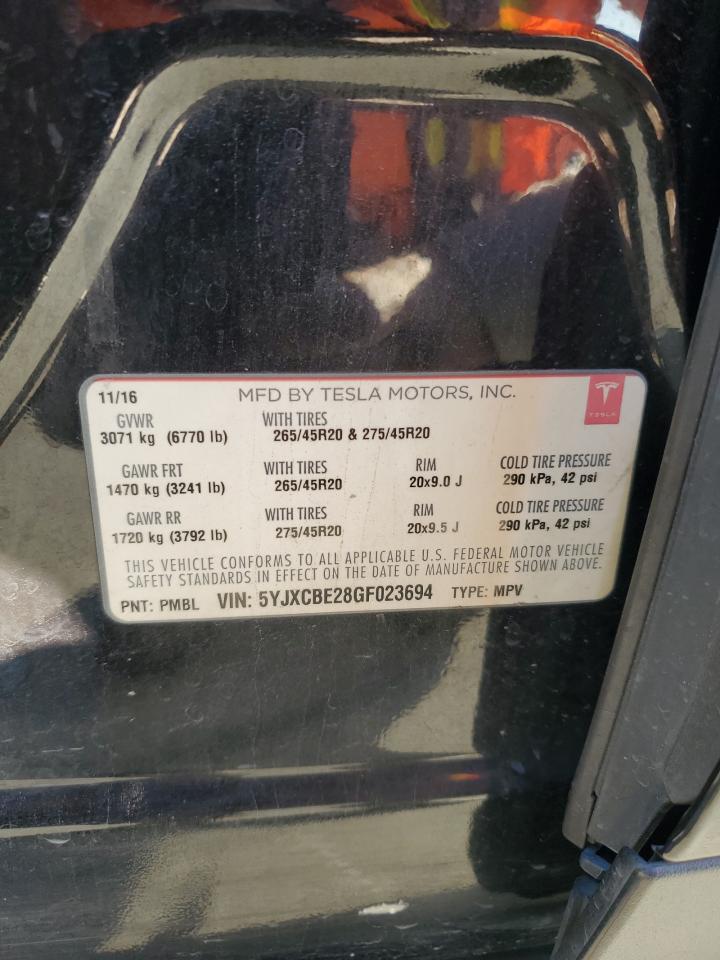 11/16 MFD BY TESLA MOTORS, INC.
TESLA
GVWR WITH TIRES
3071 kg (6770 lb) 265/45R20 & 275/45R20
GAWR FRT WITH TIRES RIM COLD TIRE PRESSURE
1470 kg (3241 lb) 265/45R20 20x9.0 J 290 kPa, 42 psi
GAWR RR WITH TIRES RIM COLD TIRE PRESSURE
1720 kg (3792 lb) 275/45R20 20x9.5 J 290 kPa, 42 psi
THIS VEHICLE CONFORMS TO ALL APPLICABLE U.S. FEDERAL MOTOR VEHICLE
SAFETY STANDARDS IN EFFECT ON THE DATE OF MANUFACTURE SHOWN ABOVE.
PNT: PMBL VIN: 5YJXCBE28GF023694 TYPE: MPV